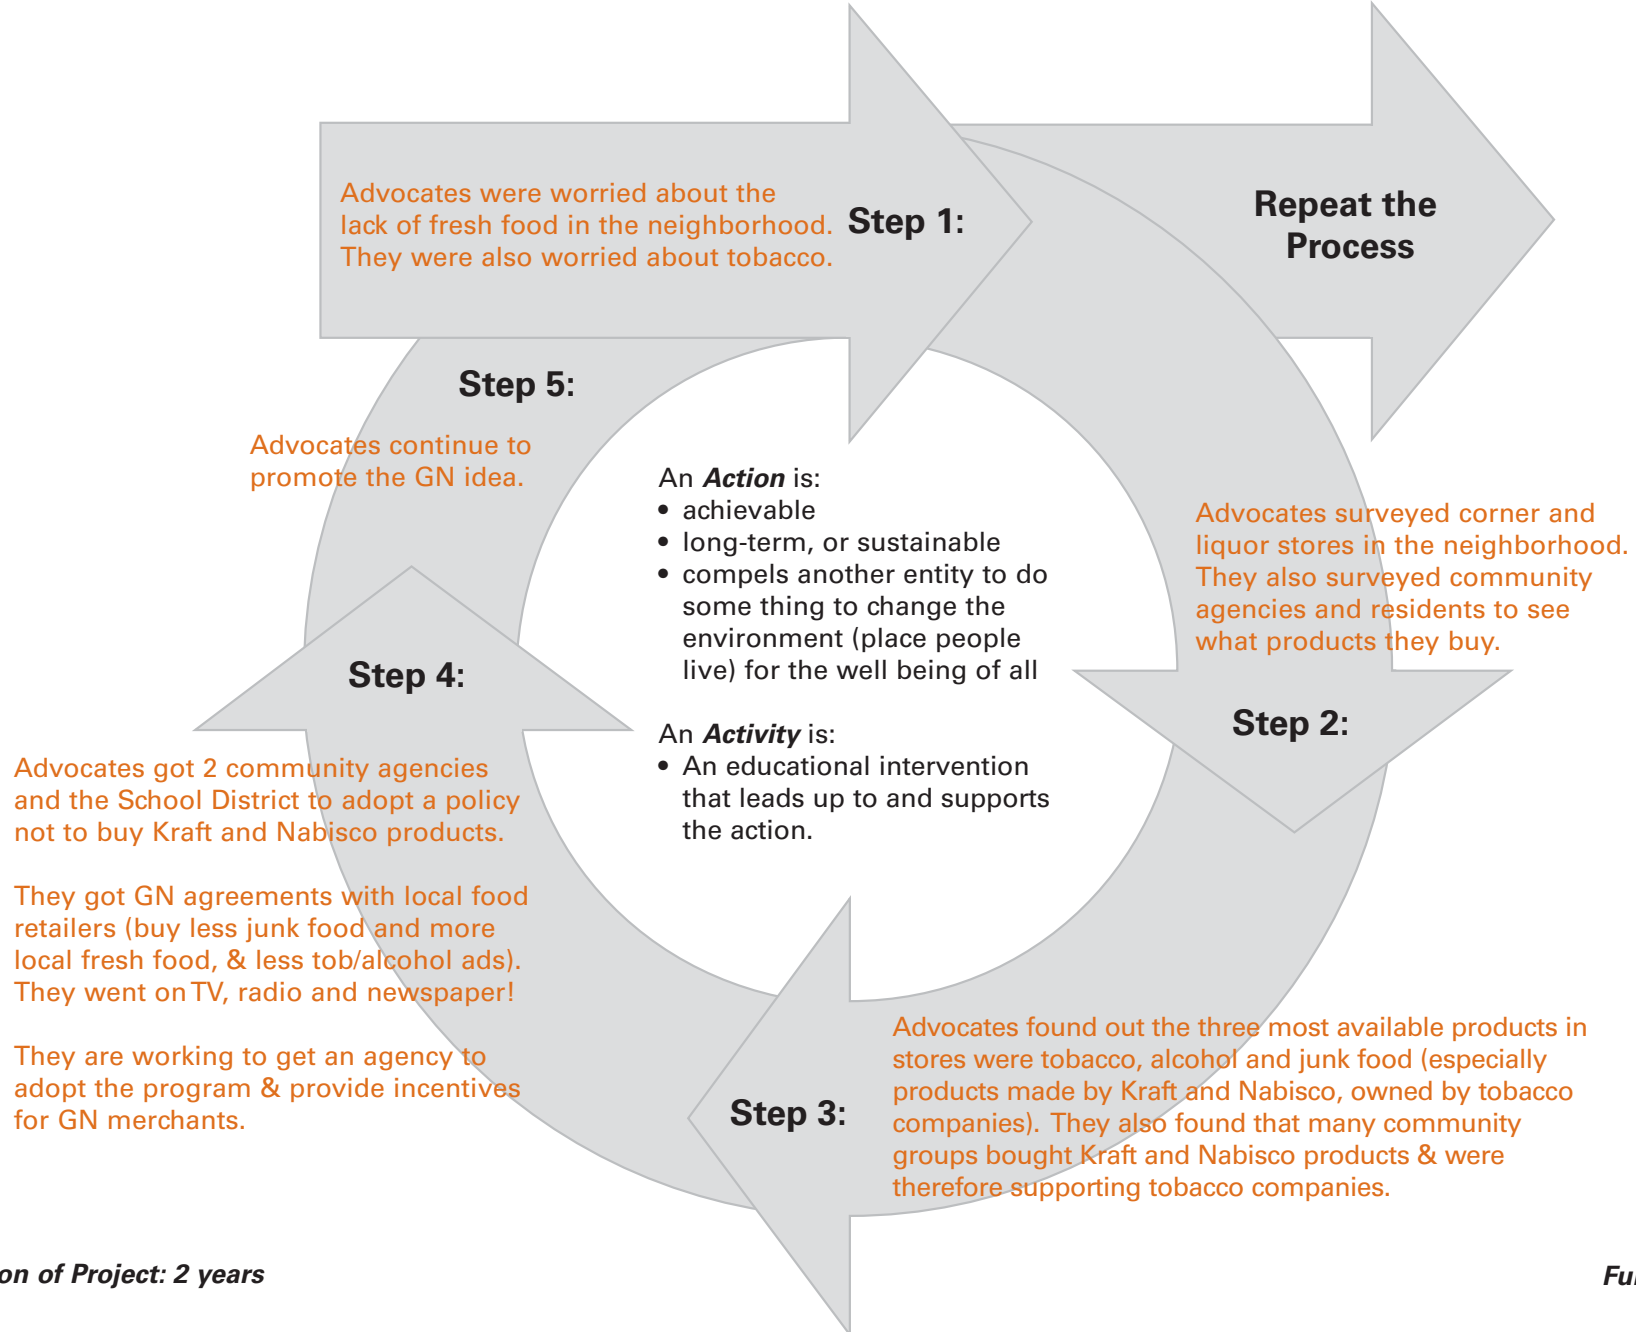 Advocates were worried about the
lack of fresh food in the neighborhood.
They were also worried about tobacco.
Step 1:
Repeat the
Process
Advocates surveyed corner and
liquor stores in the neighborhood.
They also surveyed community
agencies and residents to see
what products they buy.
Step 2:
Step 3:
Advocates found out the three most available products in
stores were tobacco, alcohol and junk food (especially
products made by Kraft and Nabisco, owned by tobacco
companies). They also found that many community
groups bought Kraft and Nabisco products & were
therefore supporting tobacco companies.
Step 4:
Advocates got 2 community agencies
and the School District to adopt a policy
not to buy Kraft and Nabisco products.
They got GN agreements with local food
retailers (buy less junk food and more
local fresh food, & less tob/alcohol ads).
They went on TV, radio and newspaper!
They are working to get an agency to
adopt the program & provide incentives
for GN merchants.
Step 5:
Advocates continue to
promote the GN idea.
An Action is:
• achievable
• long-term, or sustainable
• compels another entity to do
some thing to change the
environment (place people
live) for the well being of all
An Activity is:
• An educational intervention
that leads up to and supports
the action.
on of Project: 2 years